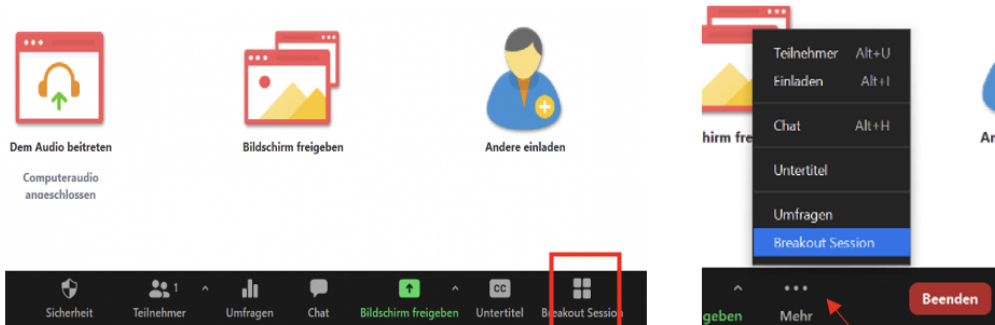 Dem Audio beitreten
Computeraudio
angeschlossen
Bildschirm freigeben
Andere einladen
1
CC
Sicherheit
Teilnehmer
Umfragen
Chat
Bildschirm freigeben
Untertitel
Breakout Session
Teilnehmer Alt+U
Einladen Alt+I
Chat Alt+H
Untertitel
Umfragen
Breakout Session
hirm fre
An
geben
Mehr
Beenden